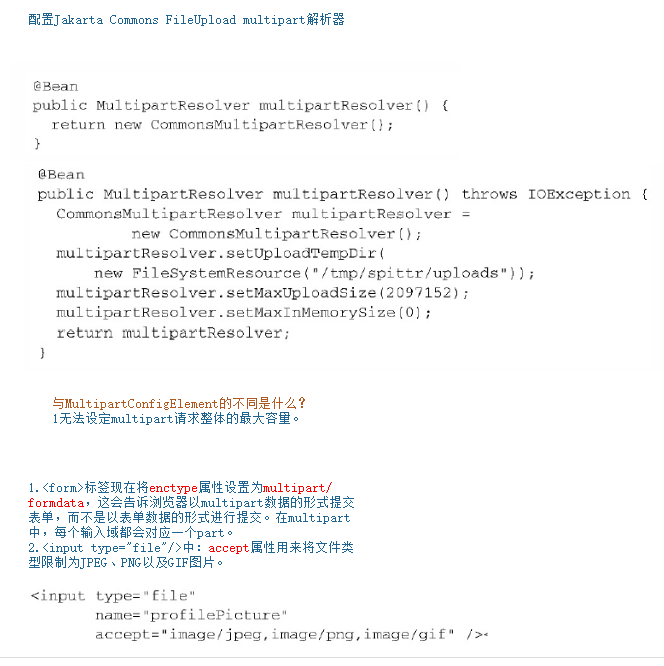 配置Jakarta Commons FileUpload multipart解析器
@Bean
public MultipartResolver multipartResolver() {
return new CommonsMultipartResolver();
}
@Bean
public MultipartResolver multipartResolver() throws IOException {
CommonsMultipartResolver multipartResolver =
new CommonsMultipartResolver();
multipartResolver.setUploadTempDir(
new FileSystemResource("/tmp/spittr/uploads"));
multipartResolver.setMaxUploadSize(2097152);
multipartResolver.setMaxInMemorySize(0);
return multipartResolver;
}
与MultipartConfigElement的不同是什么?
1无法设定multipart请求整体的最大容量。
1.<form>标签现在将enctype属性设置为multipart/
formdata，这会告诉浏览器以multipart数据的形式提交
表单，而不是以表单数据的形式进行提交。在multipart
中，每个输入域都会对应一个part。
2.<input type="file"/>中：accept属性用来将文件类
型限制为JPEG、PNG以及GIF图片。
<input type="file"
name="profilePicture"
accept="image/jpeg,image/png,image/gif" />